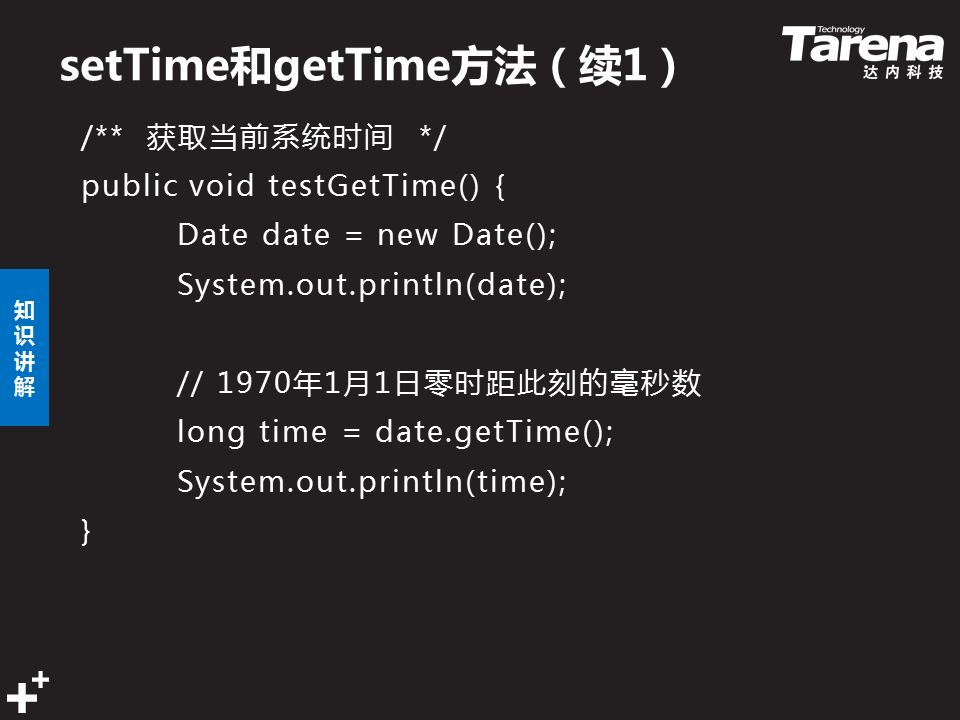 setTime和getTime方法（续1）
Technology
Tarena
达内科技
/** 获取当前系统时间 */
public void testGetTime() {
Date date = new Date();
System.out.println(date);
知识讲解
// 1970年1月1日零时距此刻的毫秒数
long time = date.getTime();
System.out.println(time);
}